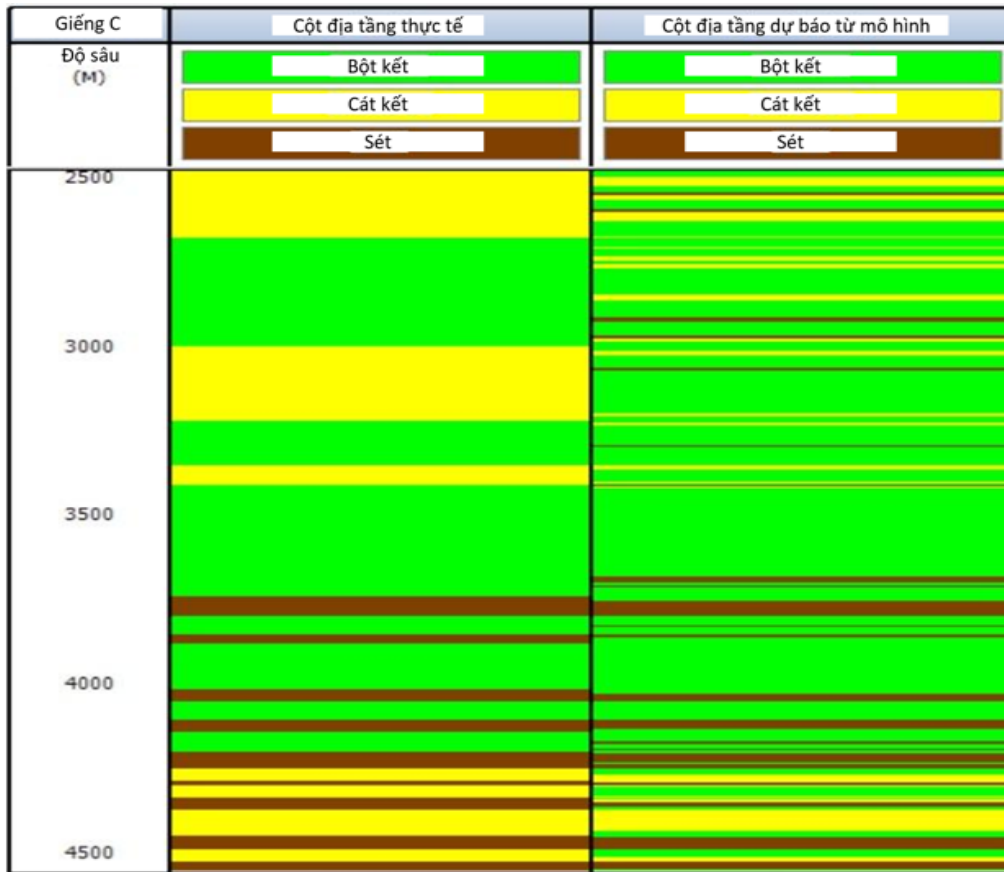 Giếng C
Cột địa tầng thực tế
Cột địa tầng dự báo từ mô hình
Độ sâu
(M)
Bột kết
Bột kết
Cát kết
Cát kết
Sét
Sét
2500
3000
3500
4000
4500